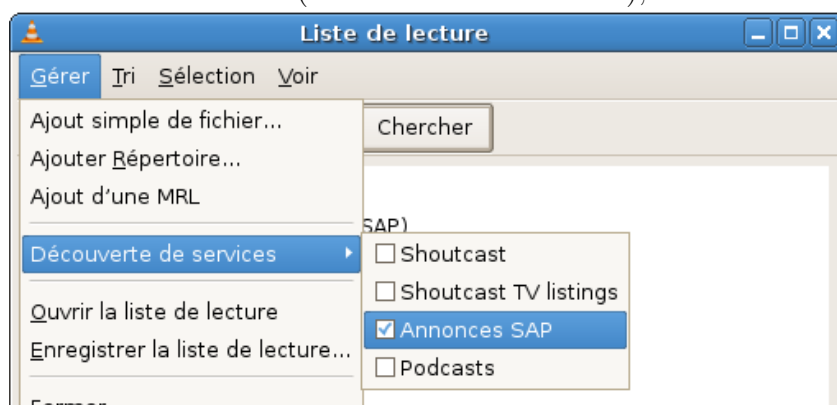 Liste de lecture
Gérer Tri Sélection Voir
Ajout simple de fichier...
Chercher
Ajouter Répertoire...
Ajout d'une MRL
SAP)
Découverte de services
Shoutcast
Shoutcast TV listings
Ouvrir la liste de lecture
Annonces SAP
Enregistrer la liste de lecture...
Podcasts